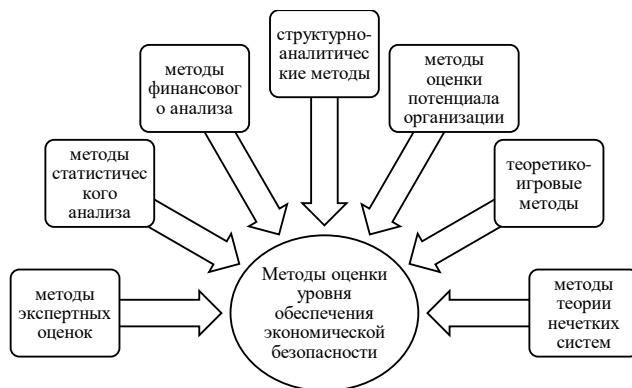 структурно-
аналитичес
кие методы
методы
финансовог
о анализа
методы
оценки
потенциала
организации
методы
статистичес
кого
анализа
теоретико-
игровые
методы
методы
экспертных
оценок
Методы оценки
уровня
обеспечения
экономической
безопасности
методы
теории
нечетких
систем